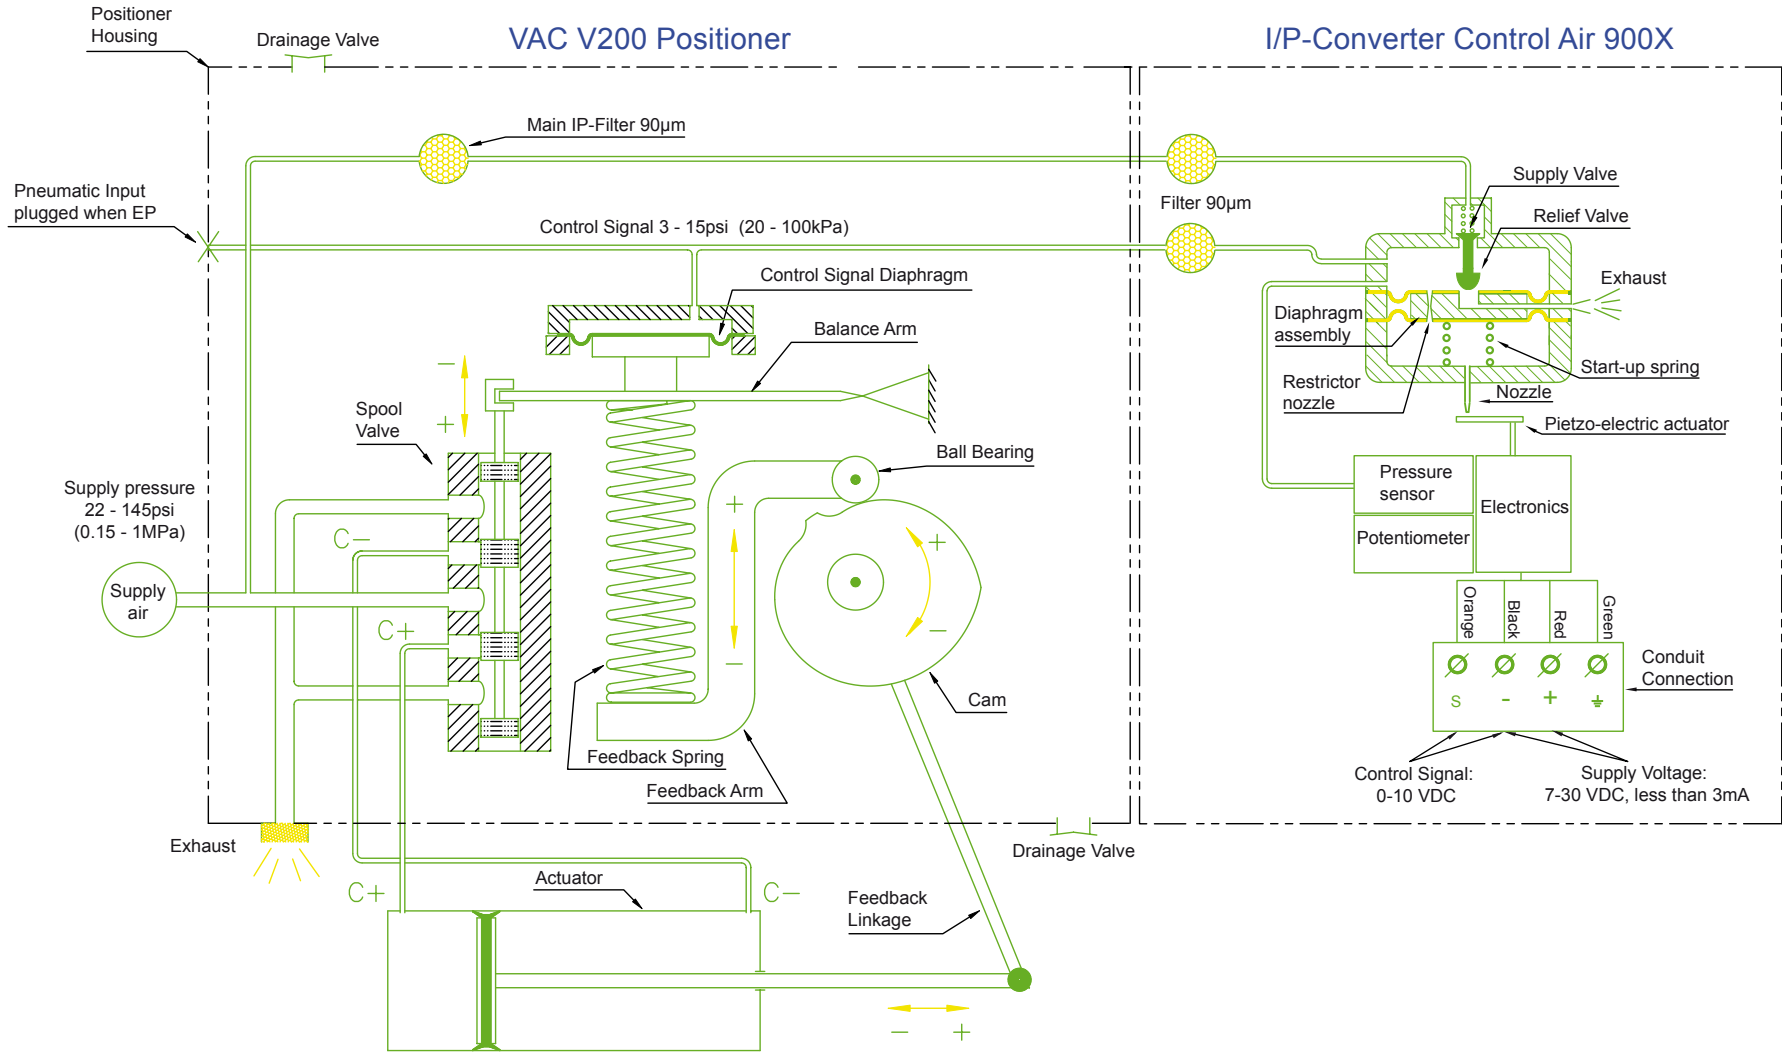 Positioner
Housing
Drainage Valve
VAC V200 Positioner
I/P-Converter Control Air 900X
Main IP-Filter 90µm
Pneumatic Input
plugged when EP
Filter 90µm
Supply Valve
Relief Valve
Control Signal 3 - 15psi (20 - 100kPa)
Control Signal Diaphragm
Exhaust
Diaphragm
assembly
Balance Arm
Start-up spring
Restrictor
nozzle
Nozzle
Pietzo-electric actuator
−
+
Spool
Valve
Ball Bearing
Supply pressure
22 - 145psi
(0.15 - 1MPa)
Pressure
sensor
Electronics
Potentiometer
C−
+
+
Supply
air
C+
−
−
Orange
Black
Red
Green
Conduit
Connection
S
-
+
Cam
Feedback Spring
Feedback Arm
Control Signal:
0-10 VDC
Supply Voltage:
7-30 VDC, less than 3mA
Exhaust
Drainage Valve
C+
Actuator
C−
Feedback
Linkage
−
+